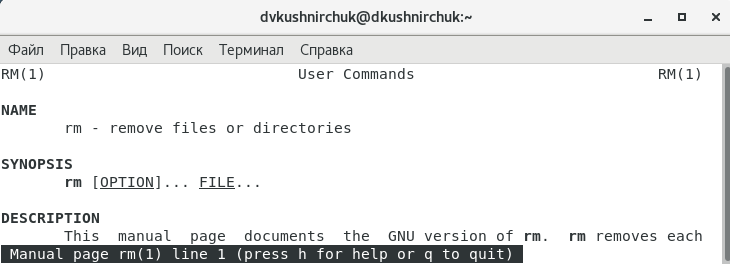 dvkushnirchuk@dkushnirchuk:~
Файл Правка Вид Поиск Терминал Справка
RM(1) User Commands RM(1)
NAME
rm - remove files or directories
SYNOPSIS
rm [OPTION]... FILE...
DESCRIPTION
This manual page documents the GNU version of rm. rm removes each
Manual page rm(1) line 1 (press h for help or q to quit)